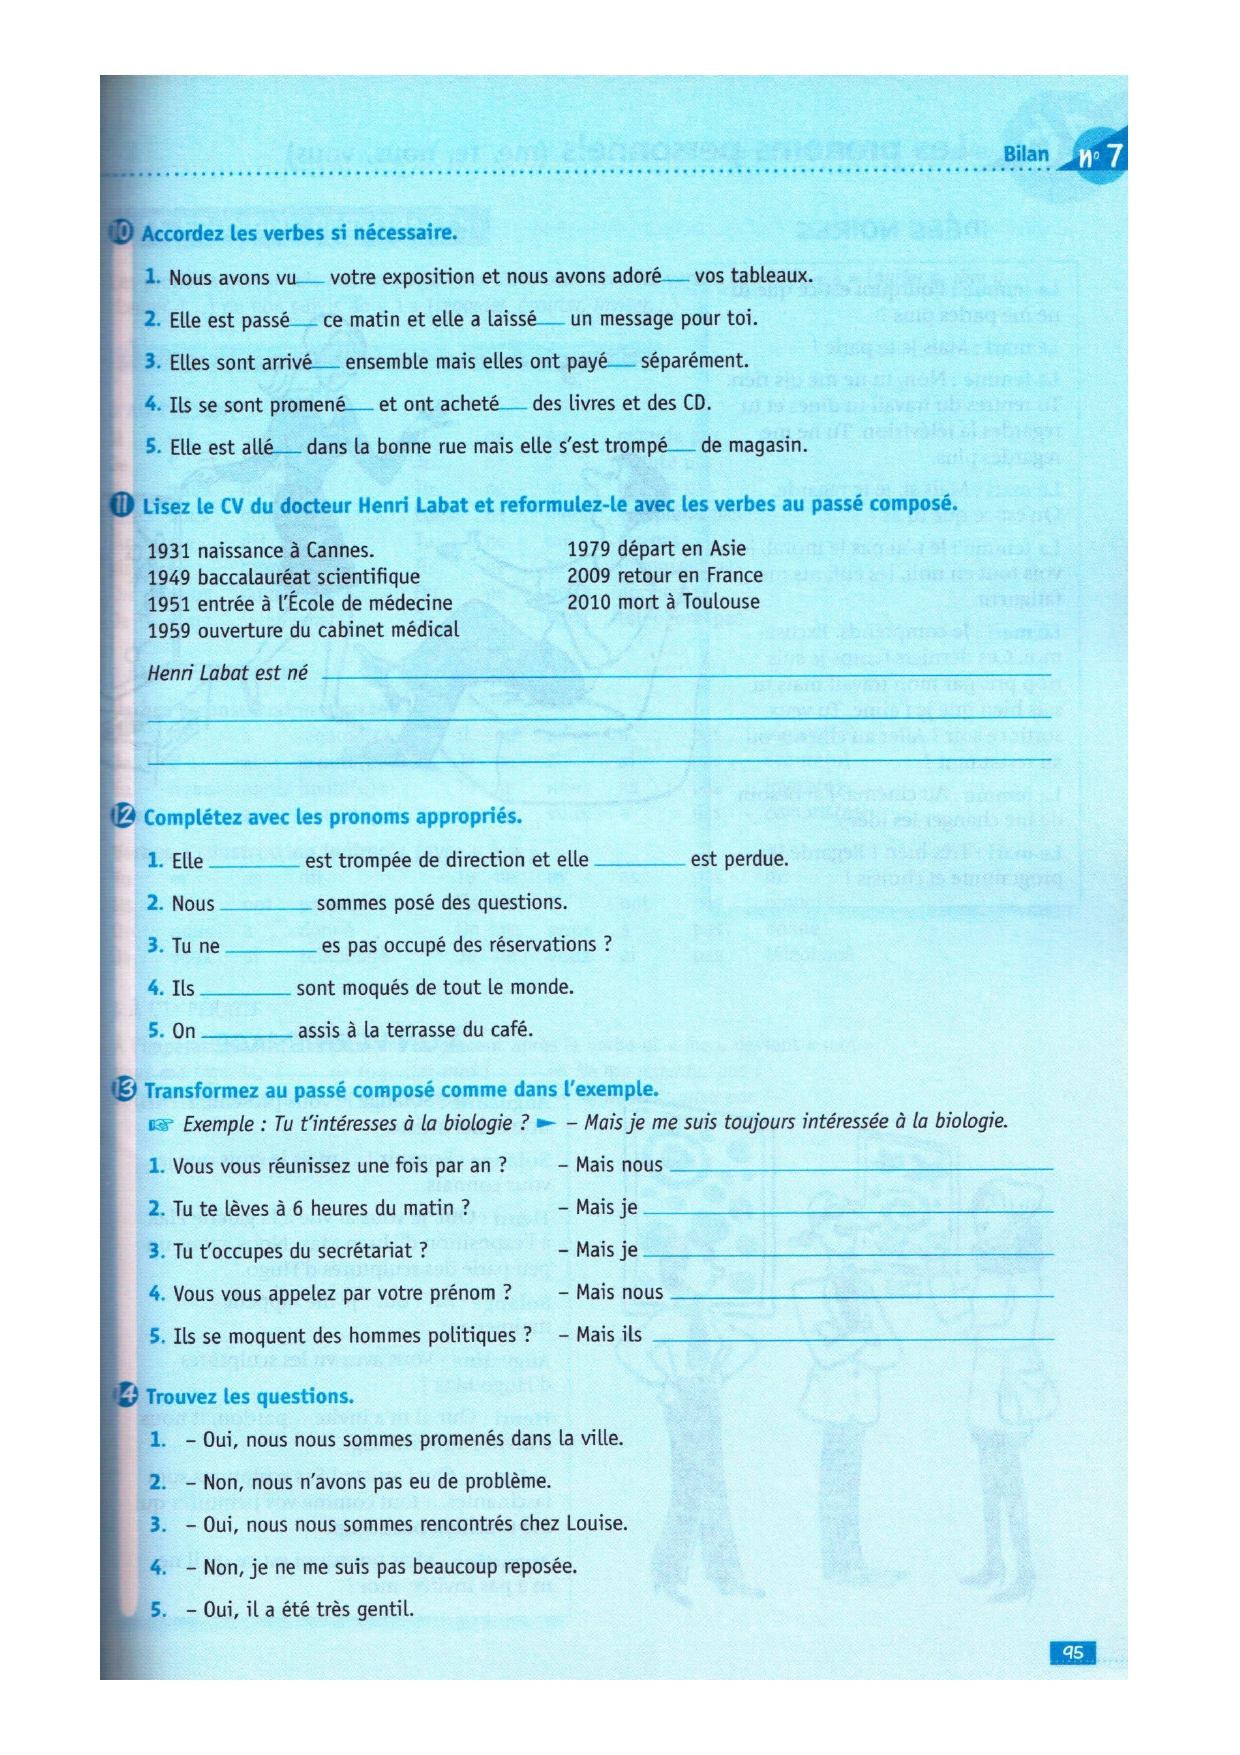 Bilan n° 7
10 Accordez les verbes si nécessaire.
1. Nous avons vu___ votre exposition et nous avons adoré___ vos tableaux.
2. Elle est passé___ ce matin et elle a laissé___ un message pour toi.
3. Elles sont arrivé___ ensemble mais elles ont payé___ séparément.
4. Ils se sont promené___ et ont acheté___ des livres et des CD.
5. Elle est allé___ dans la bonne rue mais elle s'est trompé___ de magasin.
11 Lisez le CV du docteur Henri Labat et reformulez-le avec les verbes au passé composé.
1931 naissance à Cannes.
1949 baccalauréat scientifique
1951 entrée à l'École de médecine
1959 ouverture du cabinet médical
1979 départ en Asie
2009 retour en France
2010 mort à Toulouse
Henri Labat est né ___
12 Complétez avec les pronoms appropriés.
1. Elle ___ est trompée de direction et elle ___ est perdue.
2. Nous ___ sommes posé des questions.
3. Tu ne ___ es pas occupé des réservations ?
4. Ils ___ sont moqués de tout le monde.
5. On ___ assis à la terrasse du café.
13 Transformez au passé composé comme dans l'exemple.
☞ Exemple : Tu t'intéresses à la biologie ? ► – Mais je me suis toujours intéressée à la biologie.
1. Vous vous réunissez une fois par an ? – Mais nous ___
2. Tu te lèves à 6 heures du matin ? – Mais je ___
3. Tu t'occupes du secrétariat ? – Mais je ___
4. Vous vous appelez par votre prénom ? – Mais nous ___
5. Ils se moquent des hommes politiques ? – Mais ils ___
14 Trouvez les questions.
1. – Oui, nous nous sommes promenés dans la ville.
2. – Non, nous n'avons pas eu de problème.
3. – Oui, nous nous sommes rencontrés chez Louise.
4. – Non, je ne me suis pas beaucoup reposée.
5. – Oui, il a été très gentil.
95